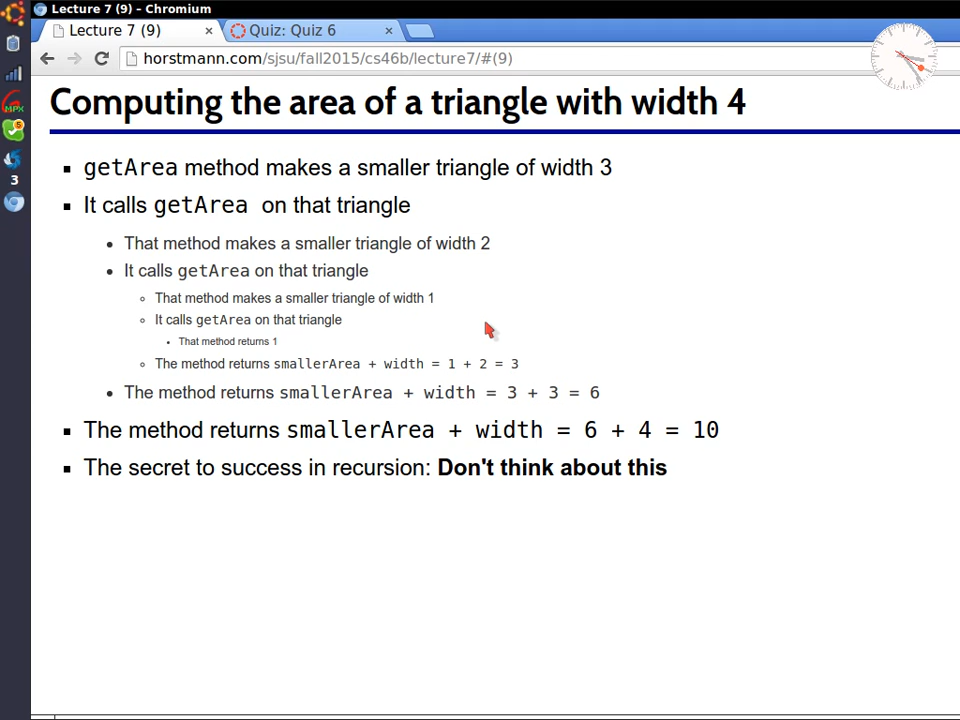 Lecture 7 (9) – Chromium
Lecture 7 (9) ×
Quiz: Quiz 6 ×
horstmann.com/sjsu/fall2015/cs46b/lecture7/#(9)
MPX
5
3
Computing the area of a triangle with width 4
getArea method makes a smaller triangle of width 3
It calls getArea on that triangle
That method makes a smaller triangle of width 2
It calls getArea on that triangle
That method makes a smaller triangle of width 1
It calls getArea on that triangle
That method returns 1
The method returns smallerArea + width = 1 + 2 = 3
The method returns smallerArea + width = 3 + 3 = 6
The method returns smallerArea + width = 6 + 4 = 10
The secret to success in recursion: Don't think about this